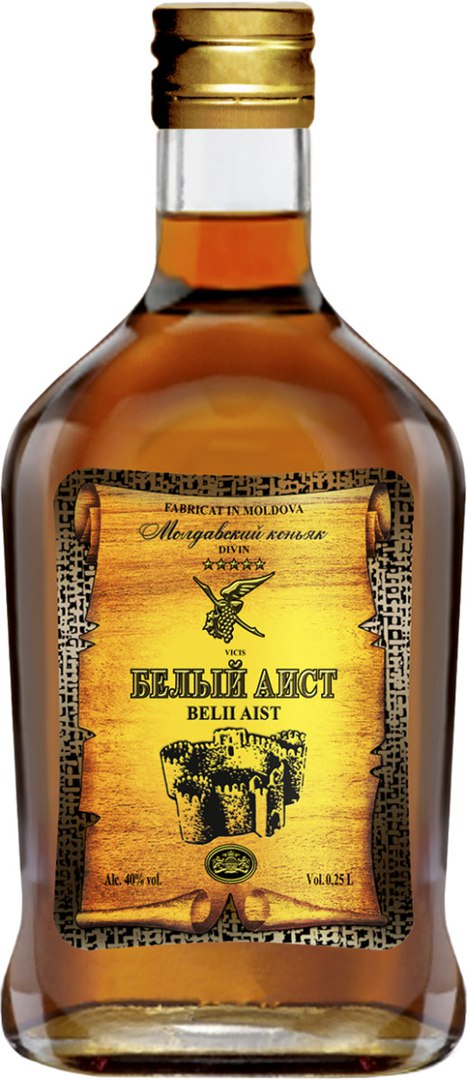 FABRICAT IN MOLDOVA
Молдавский коньяк
DIVIN
VICIS
БЕЛЫЙ АИСТ
BELII AIST
Alc. 40% vol.
Vol. 0,25 L